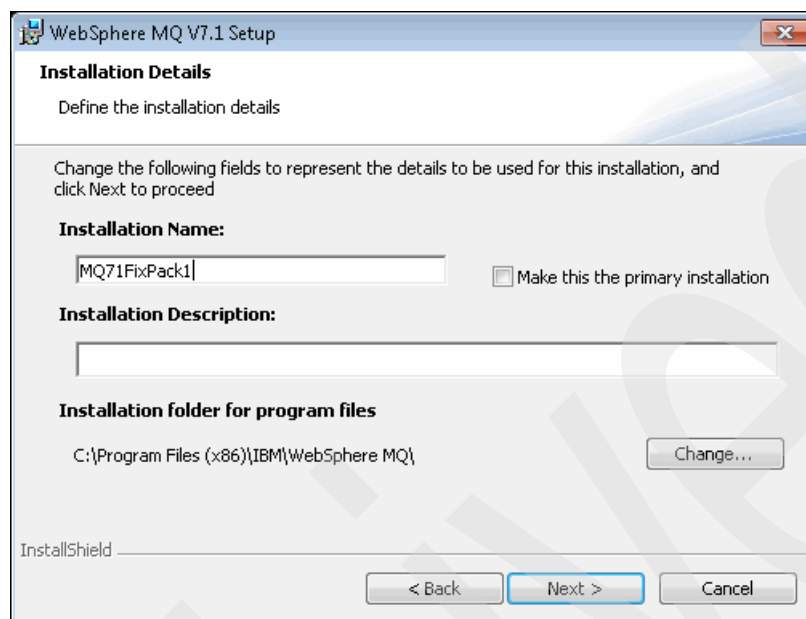 WebSphere MQ V7.1 Setup
Installation Details
Define the installation details
Change the following fields to represent the details to be used for this installation, and
click Next to proceed
Installation Name:
MQ71FixPack1
Make this the primary installation
Installation Description:
Installation folder for program files
C:\Program Files (x86)\IBM\WebSphere MQ\
Change...
InstallShield
< Back
Next >
Cancel